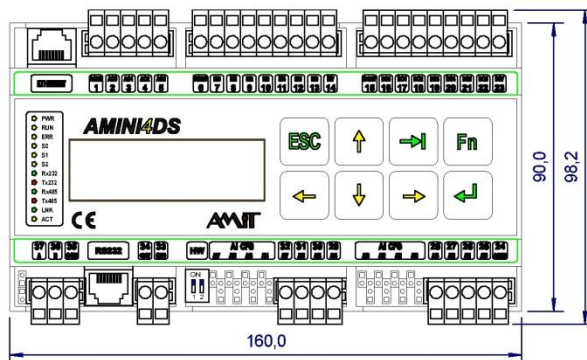 ETHERNET
1 2 3 4 5
6 7 8 9 10 11 12 13 14
15 16 17 18 19 20 21 22 23
PWR
RUN
ERR
S0
S1
S2
Rx232
Tx232
Rx485
Tx485
LNK
ACT
AMINI4DS
ESC
Fn
CE
AMiT
37 36 35
A B
RS232
34 33
HW
AI CFG
32 31 30 29
AI CFG
28 27 26 25 24
ON
1 2
90,0
98,2
160,0